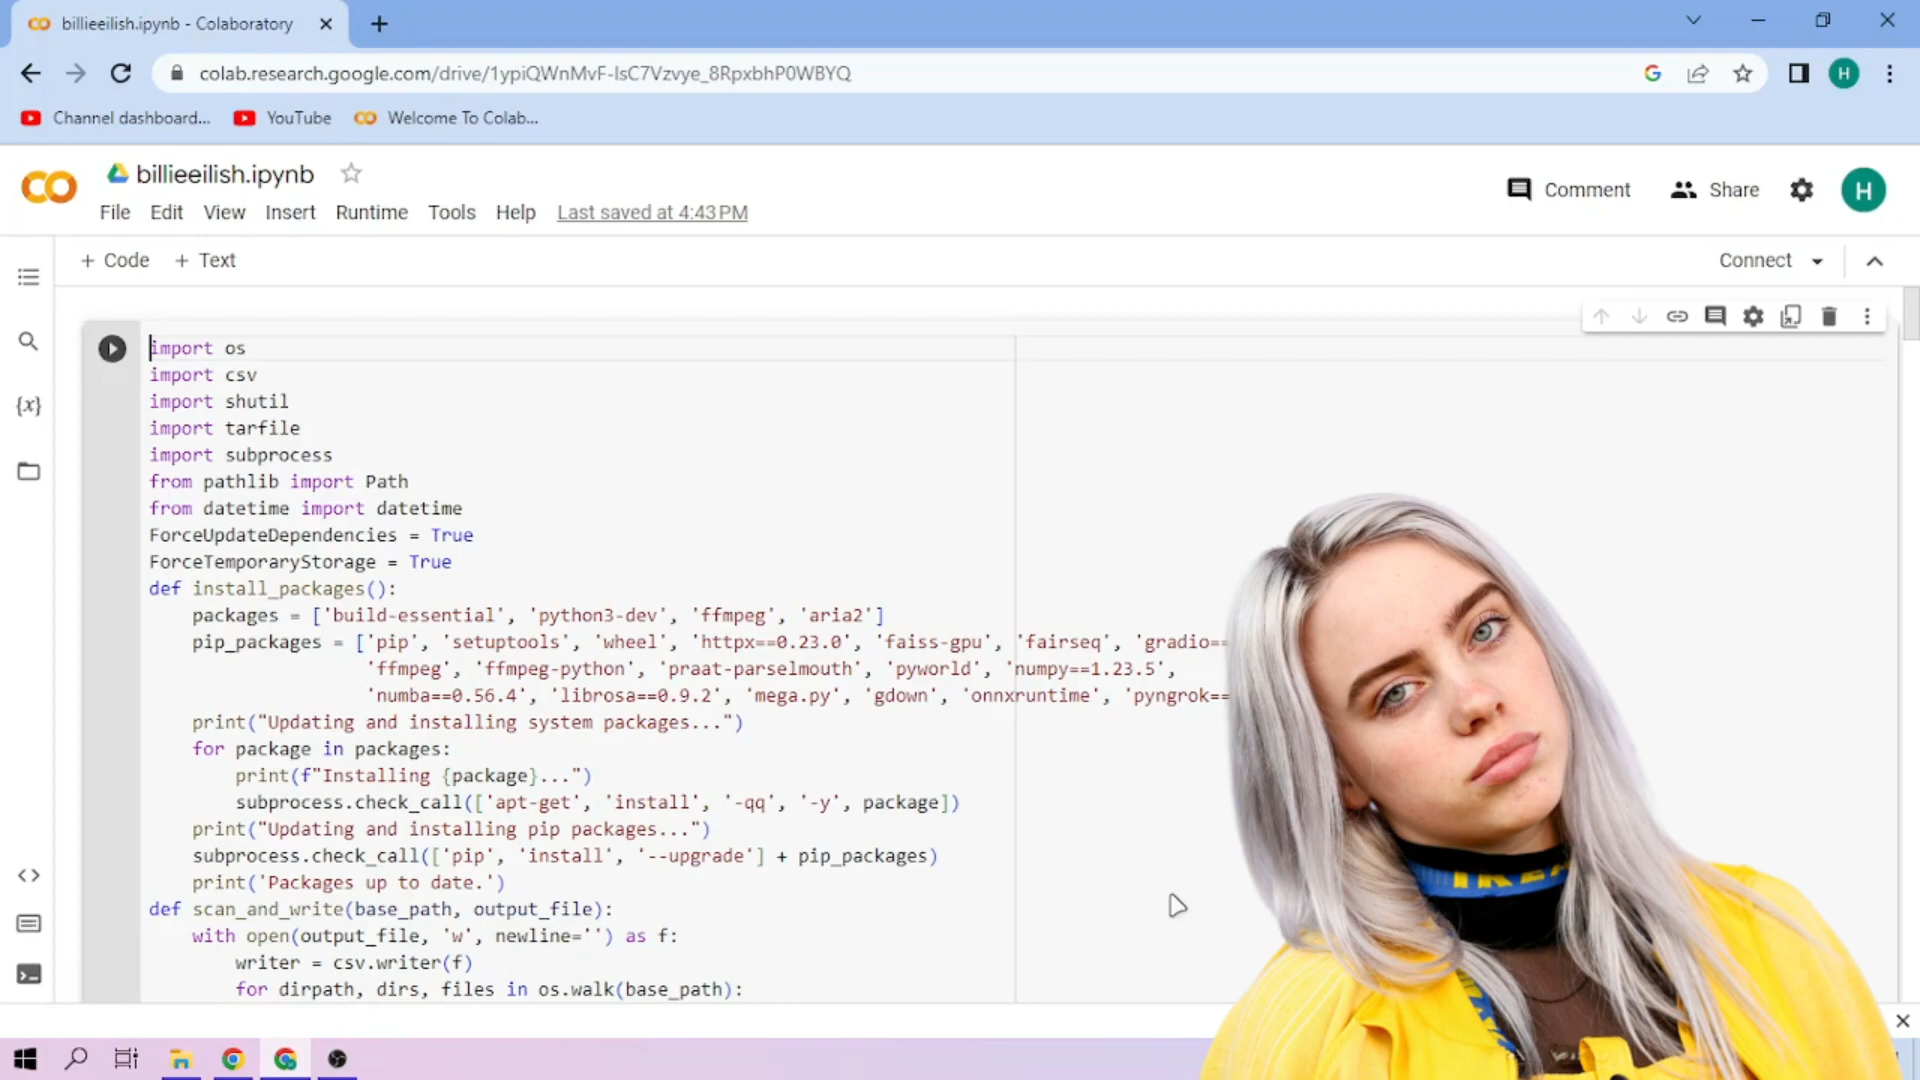 billieeilish.ipynb - Colaboratory
colab.research.google.com/drive/1ypiQWnMvF-lsC7Vzvye_8RpxbhP0WBYQ
H
Channel dashboard...
YouTube
Welcome To Colab...
billieeilish.ipynb
File Edit View Insert Runtime Tools Help Last saved at 4:43 PM
Comment
Share
H
+ Code + Text
Connect
import os
import csv
import shutil
import tarfile
import subprocess
from pathlib import Path
from datetime import datetime
ForceUpdateDependencies = True
ForceTemporaryStorage = True
def install_packages():
packages = ['build-essential', 'python3-dev', 'ffmpeg', 'aria2']
pip_packages = ['pip', 'setuptools', 'wheel', 'httpx==0.23.0', 'faiss-gpu', 'fairseq', 'gradio==
'ffmpeg', 'ffmpeg-python', 'praat-parselmouth', 'pyworld', 'numpy==1.23.5',
'numba==0.56.4', 'librosa==0.9.2', 'mega.py', 'gdown', 'onnxruntime', 'pyngrok==
print("Updating and installing system packages...")
for package in packages:
print(f"Installing {package}...")
subprocess.check_call(['apt-get', 'install', '-qq', '-y', package])
print("Updating and installing pip packages...")
subprocess.check_call(['pip', 'install', '--upgrade'] + pip_packages)
print('Packages up to date.')
def scan_and_write(base_path, output_file):
with open(output_file, 'w', newline='') as f:
writer = csv.writer(f)
for dirpath, dirs, files in os.walk(base_path):